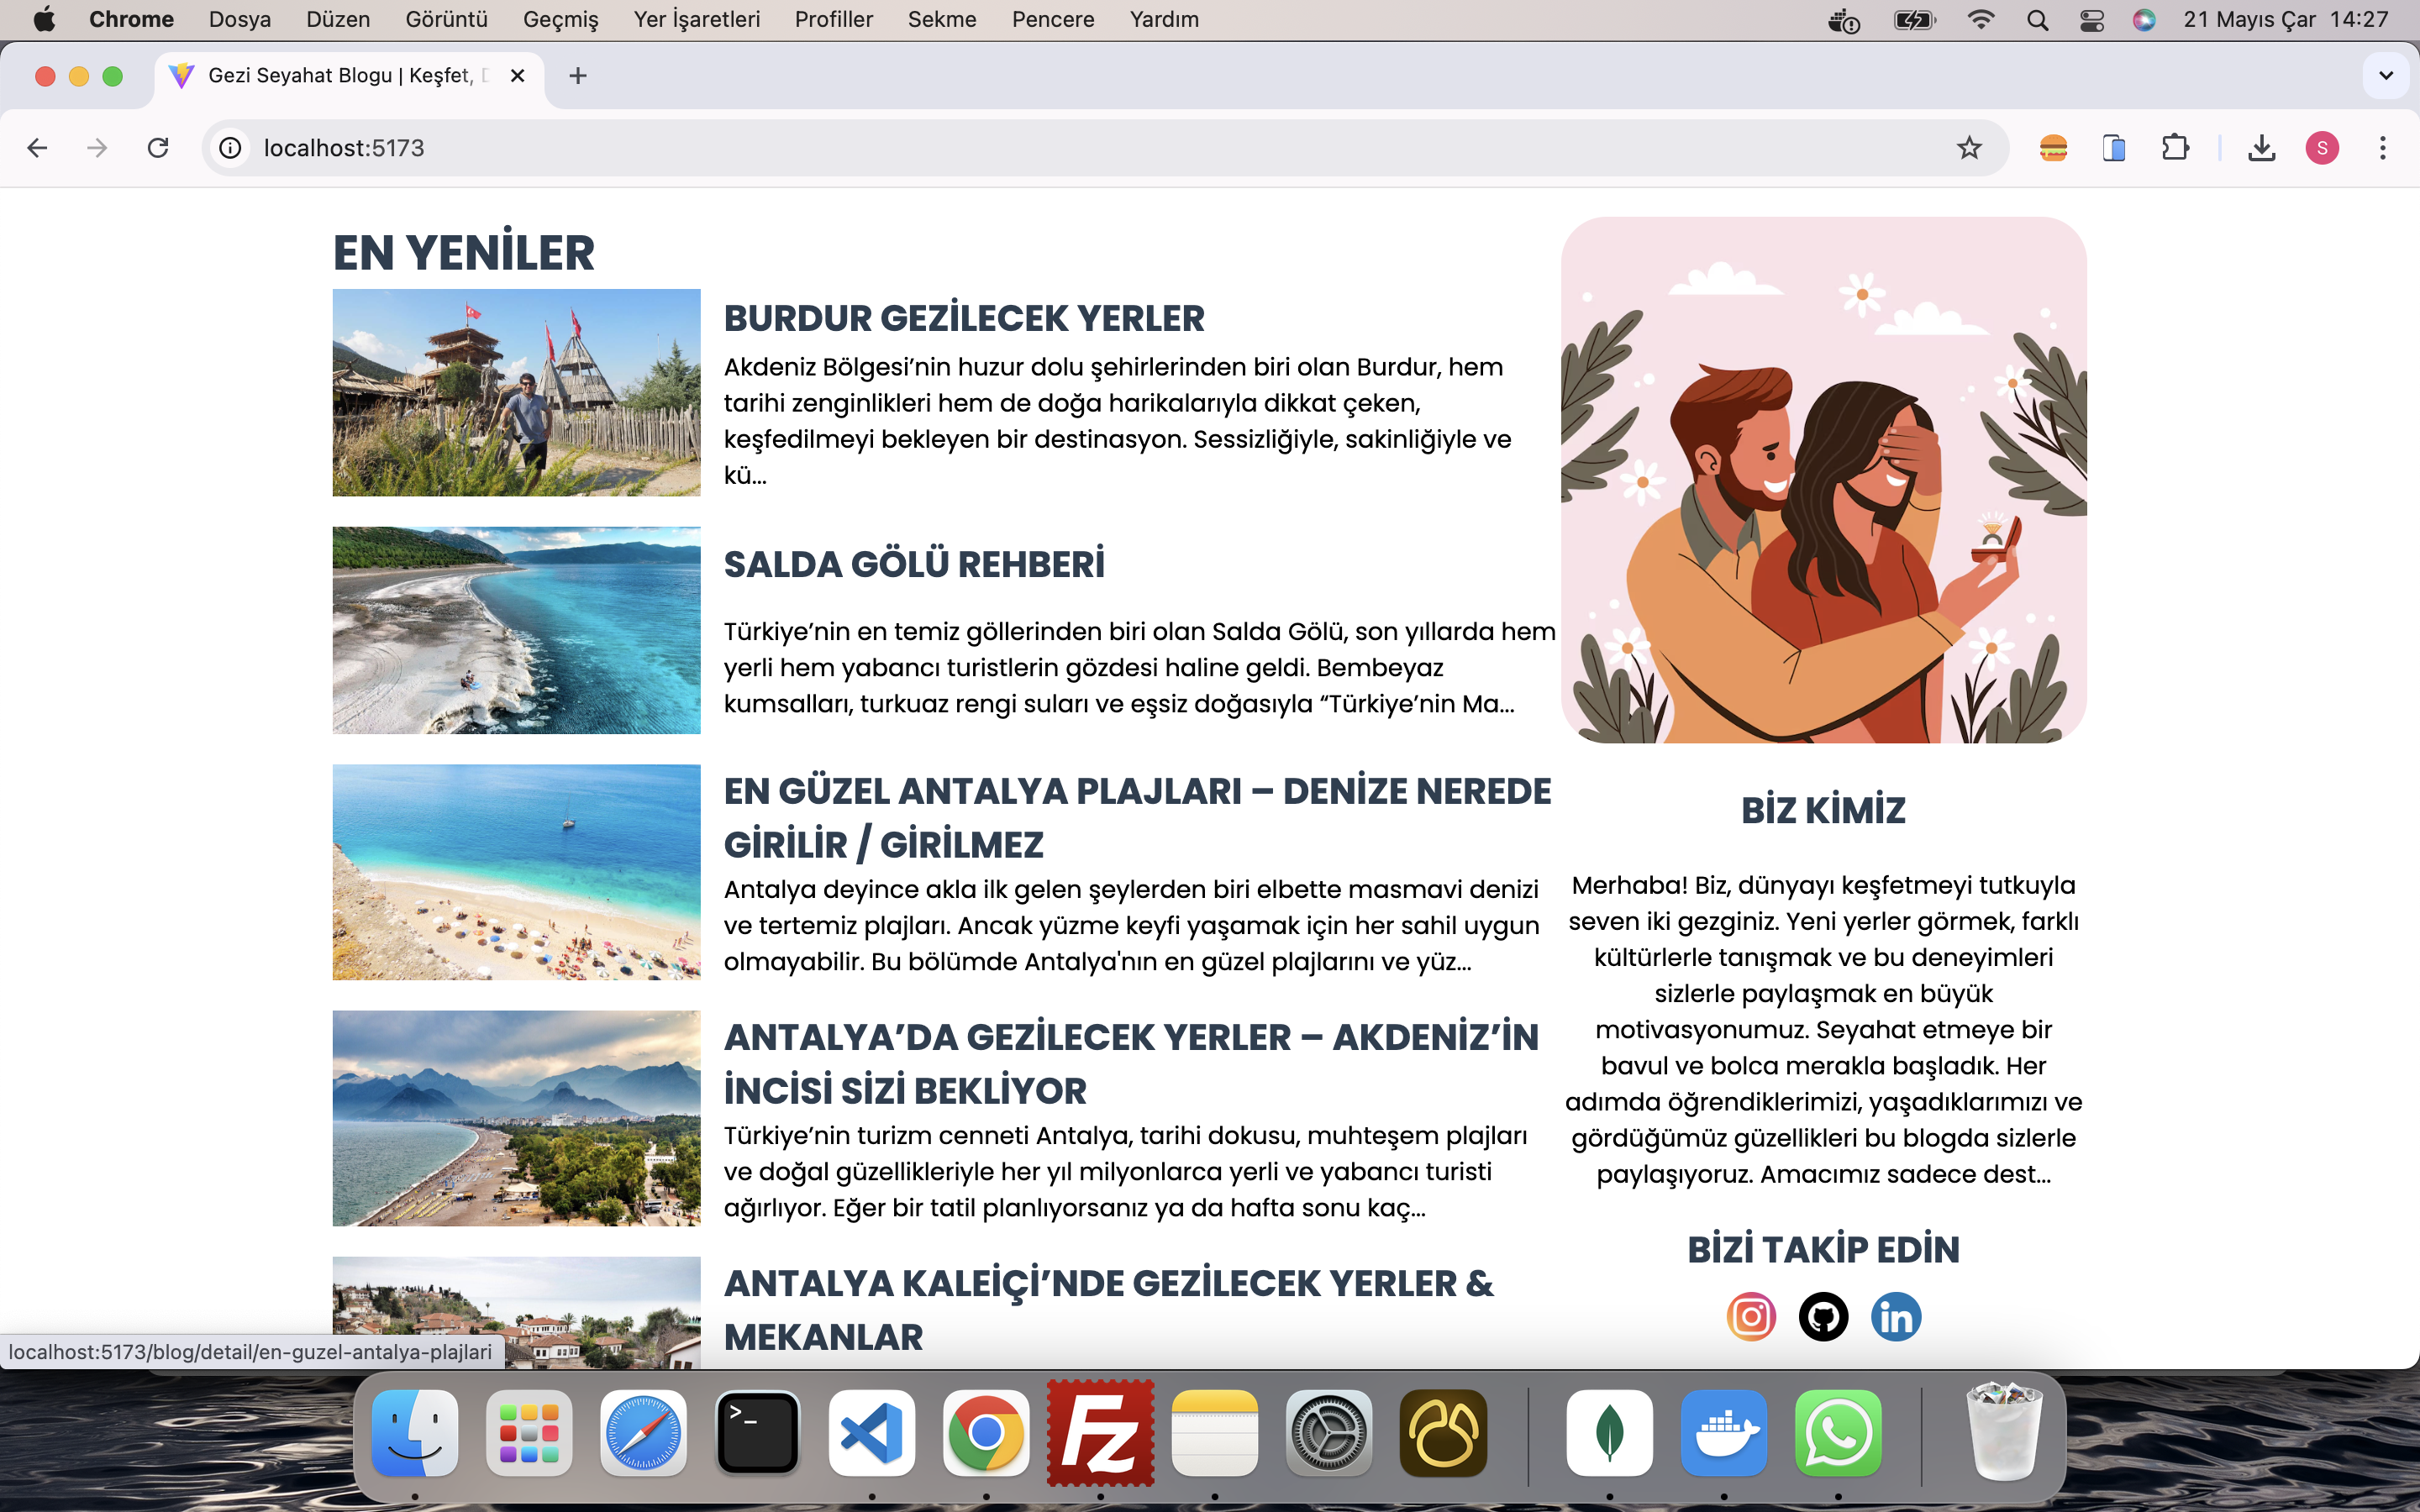 Chrome Dosya Düzen Görüntü Geçmiş Yer İşaretleri Profiller Sekme Pencere Yardım 21 Mayıs Çar 14:27
Gezi Seyahat Blogu | Keşfet,
localhost:5173
S
EN YENİLER
BURDUR GEZİLECEK YERLER
Akdeniz Bölgesi’nin huzur dolu şehirlerinden biri olan Burdur, hem
tarihi zenginlikleri hem de doğa harikalarıyla dikkat çeken,
keşfedilmeyi bekleyen bir destinasyon. Sessizliğiyle, sakinliğiyle ve
kü...
SALDA GÖLÜ REHBERİ
Türkiye’nin en temiz göllerinden biri olan Salda Gölü, son yıllarda hem
yerli hem yabancı turistlerin gözdesi haline geldi. Bembeyaz
kumsalları, turkuaz rengi suları ve eşsiz doğasıyla “Türkiye’nin Ma...
EN GÜZEL ANTALYA PLAJLARI – DENİZE NEREDE
GİRİLİR / GİRİLMEZ
Antalya deyince akla ilk gelen şeylerden biri elbette masmavi denizi
ve tertemiz plajları. Ancak yüzme keyfi yaşamak için her sahil uygun
olmayabilir. Bu bölümde Antalya'nın en güzel plajlarını ve yüz...
ANTALYA’DA GEZİLECEK YERLER – AKDENİZ’İN
İNCİSİ SİZİ BEKLİYOR
Türkiye’nin turizm cenneti Antalya, tarihi dokusu, muhteşem plajları
ve doğal güzellikleriyle her yıl milyonlarca yerli ve yabancı turisti
ağırlıyor. Eğer bir tatil planlıyorsanız ya da hafta sonu kaç...
ANTALYA KALEİÇİ’NDE GEZİLECEK YERLER &
MEKANLAR
BİZ KİMİZ
Merhaba! Biz, dünyayı keşfetmeyi tutkuyla
seven iki gezginiz. Yeni yerler görmek, farklı
kültürlerle tanışmak ve bu deneyimleri
sizlerle paylaşmak en büyük
motivasyonumuz. Seyahat etmeye bir
bavul ve bolca merakla başladık. Her
adımda öğrendiklerimizi, yaşadıklarımızı ve
gördüğümüz güzellikleri bu blogda sizlerle
paylaşıyoruz. Amacımız sadece dest...
BİZİ TAKİP EDİN
in
localhost:5173/blog/detail/en-guzel-antalya-plajlari
>_
Fz